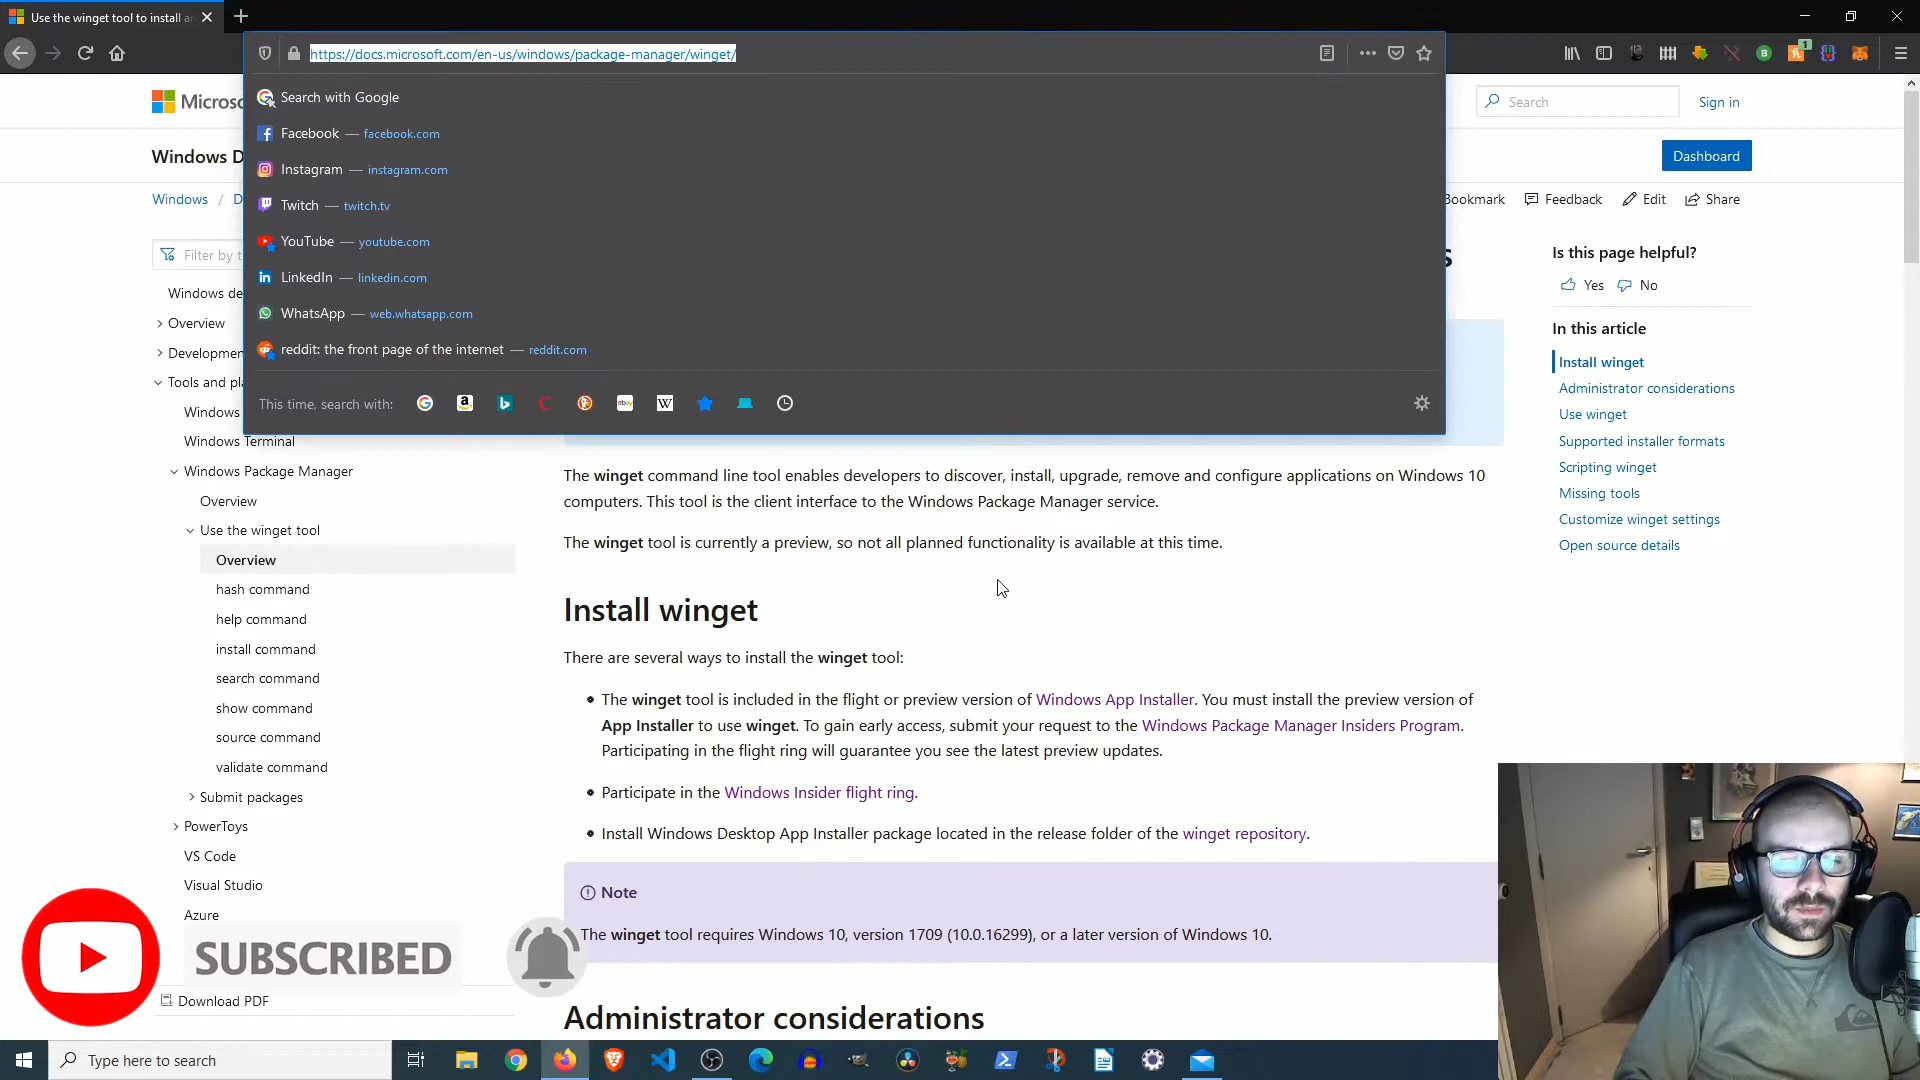 Use the winget tool to install an
https://docs.microsoft.com/en-us/windows/package-manager/winget/
Search with Google
Facebook — facebook.com
Instagram — instagram.com
Twitch — twitch.tv
YouTube — youtube.com
LinkedIn — linkedin.com
WhatsApp — web.whatsapp.com
reddit: the front page of the internet — reddit.com
This time, search with:
Micros
Search
Sign in
Windows D
Dashboard
Windows / D
Bookmark
Feedback
Edit
Share
Filter by t
Windows de
Overview
Developmen
Tools and pla
Windows
Windows Terminal
Windows Package Manager
Overview
Use the winget tool
Overview
hash command
help command
install command
search command
show command
source command
validate command
Submit packages
PowerToys
VS Code
Visual Studio
Azure
Download PDF
s
The winget command line tool enables developers to discover, install, upgrade, remove and configure applications on Windows 10
computers. This tool is the client interface to the Windows Package Manager service.
The winget tool is currently a preview, so not all planned functionality is available at this time.
Install winget
There are several ways to install the winget tool:
• The winget tool is included in the flight or preview version of Windows App Installer. You must install the preview version of
App Installer to use winget. To gain early access, submit your request to the Windows Package Manager Insiders Program.
Participating in the flight ring will guarantee you see the latest preview updates.
• Participate in the Windows Insider flight ring.
• Install Windows Desktop App Installer package located in the release folder of the winget repository.
Note
The winget tool requires Windows 10, version 1709 (10.0.16299), or a later version of Windows 10.
Administrator considerations
Is this page helpful?
Yes No
In this article
Install winget
Administrator considerations
Use winget
Supported installer formats
Scripting winget
Missing tools
Customize winget settings
Open source details
SUBSCRIBED
Type here to search